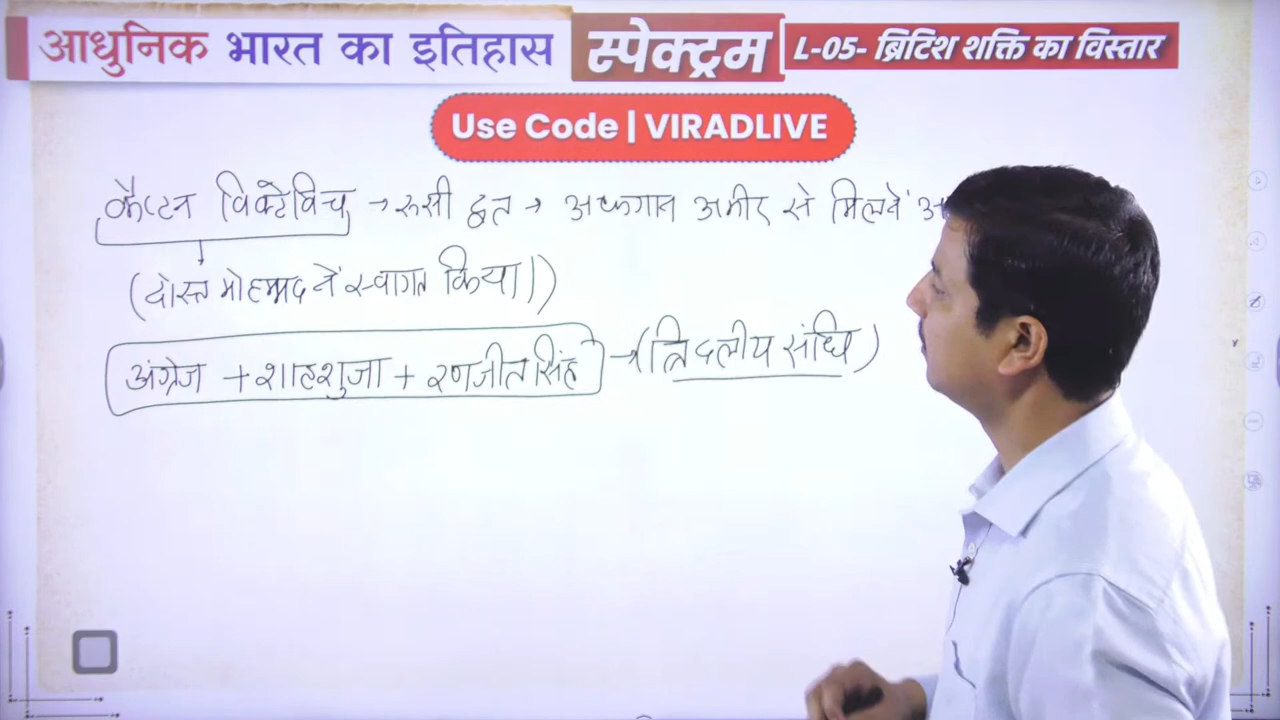 आधुनिक भारत का इतिहास स्पेक्ट्रम L-05- ब्रिटिश शक्ति का विस्तार
Use Code | VIRADLIVE
कैप्टन विक्टेविच → रूसी दूत → अफगान अमीर से मिलने
(दोस्त मोहम्मद ने स्वागत किया।)
अंग्रेज + शाहशुजा + रणजीत सिंह → (त्रिदलीय संधि)